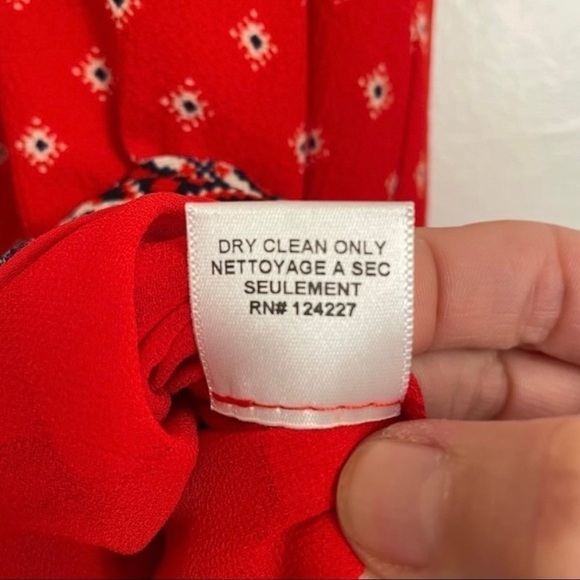 DRY CLEAN ONLY
NETTOYAGE A SEC
SEULEMENT
RN# 124227